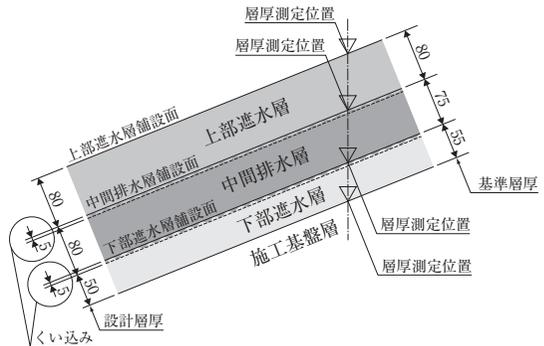 層厚測定位置
層厚測定位置
80
75
55
上部遮水層舗設面
上部遮水層
中間排水層舗設面
中間排水層
下部遮水層舗設面
下部遮水層
施工基盤層
基準層厚
層厚測定位置
層厚測定位置
80
5
80
5
50
設計層厚
くい込み